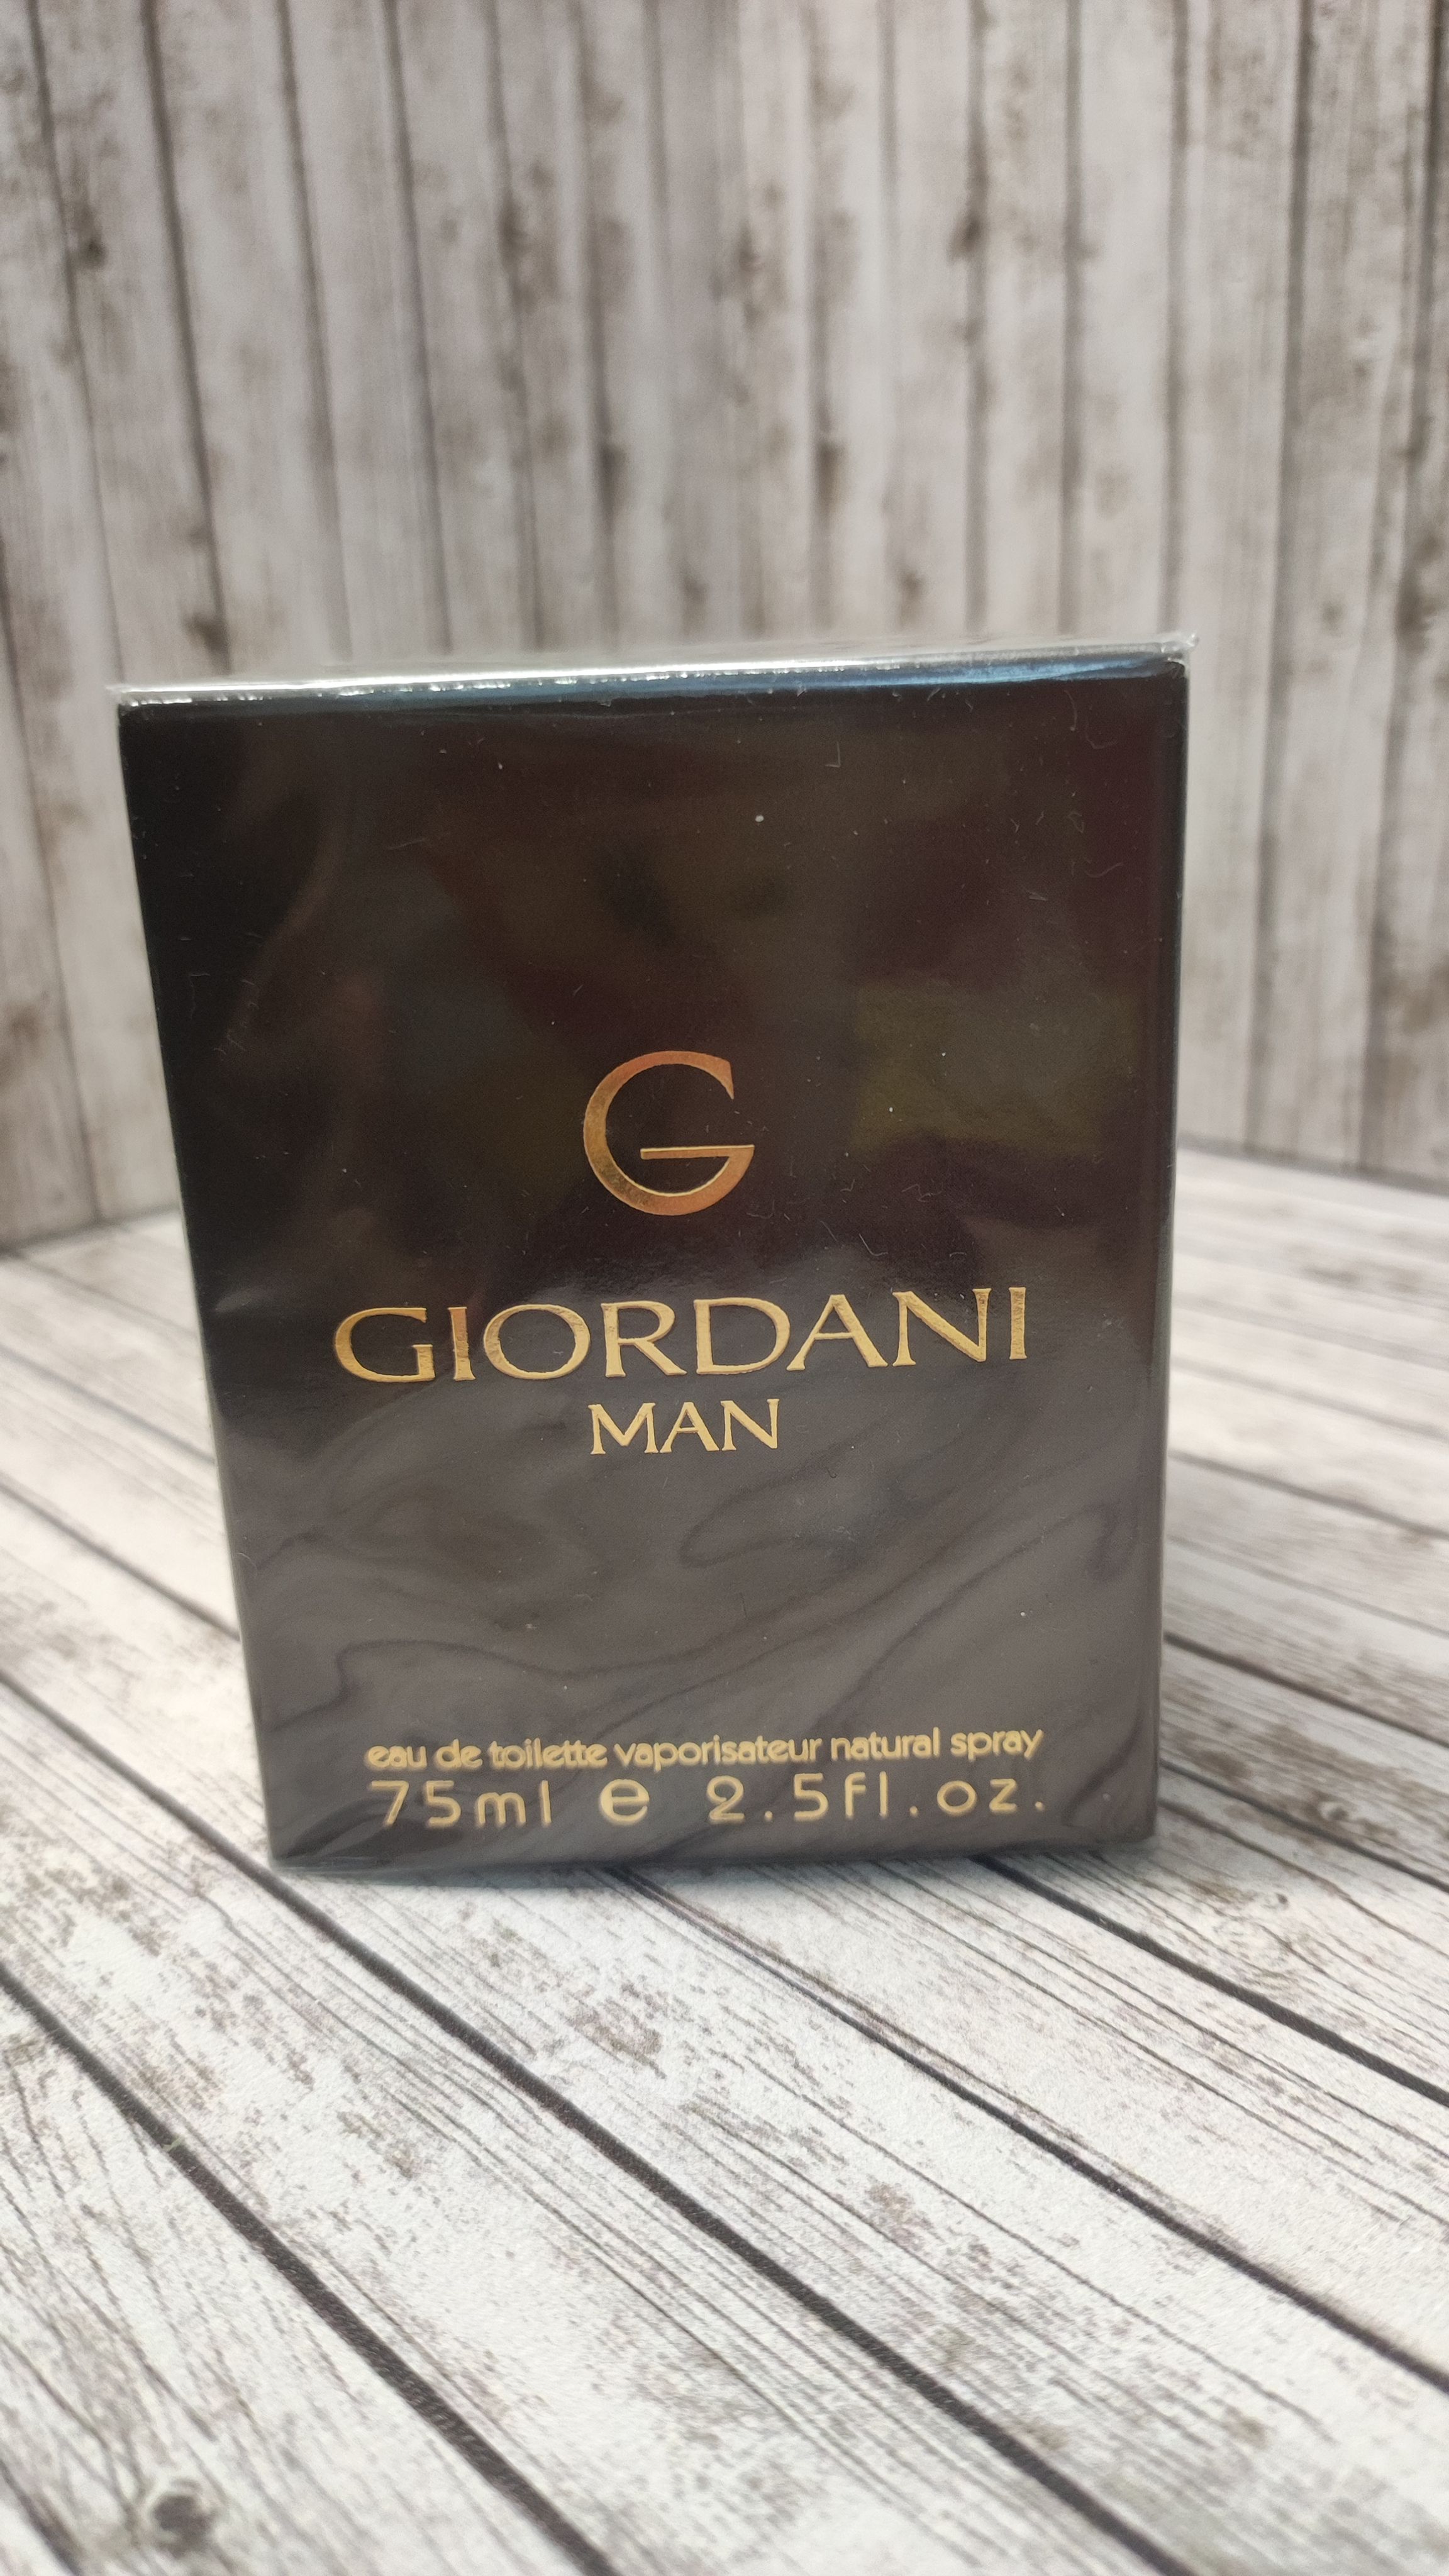 G
GIORDANI
MAN
eau de toilette vaporisateur natural spray
75ml e 2.5fl.oz.